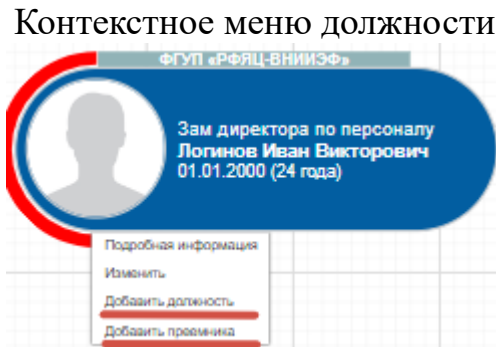 Контекстное меню должности
ФГУП «РФЯЦ-ВНИИЭФ»
Зам директора по персоналу
Логинов Иван Викторович
01.01.2000 (24 года)
Подробная информация
Изменить
Добавить должность
Добавить преемника